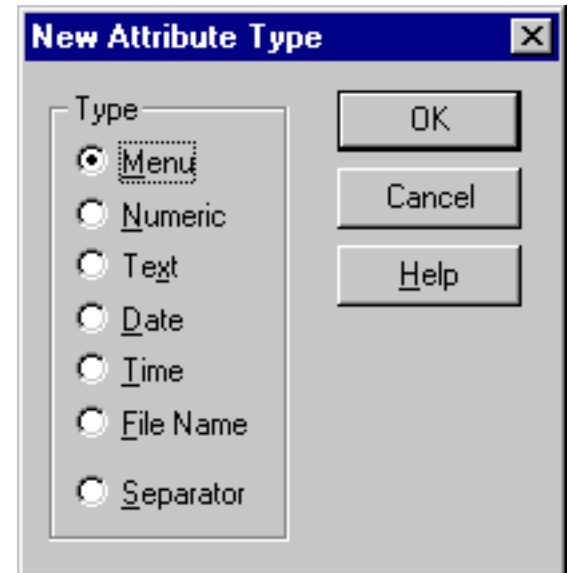 New Attribute Type
Type
Menu
Numeric
Text
Date
Time
File Name
Separator
OK
Cancel
Help